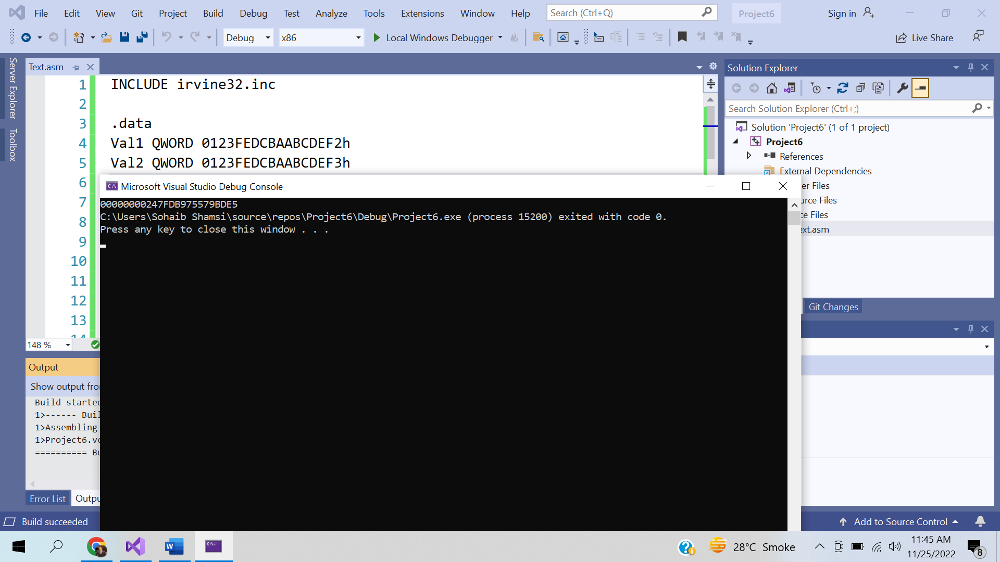 File Edit View Git Project Build Debug Test Analyze Tools Extensions Window Help Search (Ctrl+Q) Project6 Sign in
Debug x86 Local Windows Debugger Live Share
Server Explorer
Toolbox
Text.asm
1 INCLUDE irvine32.inc
2
3 .data
4 Val1 QWORD 0123FEDCBAABCDEF2h
5 Val2 QWORD 0123FEDCBAABCDEF3h
6
7
8
9
10
11
12
13
14
148 %
Microsoft Visual Studio Debug Console
00000000247FDB975579BDE5
C:\Users\Sohaib Shamsi\source\repos\Project6\Debug\Project6.exe (process 15200) exited with code 0.
Press any key to close this window . . .
Solution Explorer
Search Solution Explorer (Ctrl+;)
Solution 'Project6' (1 of 1 project)
Project6
References
External Dependencies
er Files
urce Files
ce Files
ext.asm
Git Changes
Output
Show output fro
Build started
1>------ Buil
1>Assembling
1>Project6.vc
========== Bu
Error List Outpu
Build succeeded Add to Source Control
28°C Smoke
11:45 AM
11/25/2022
8